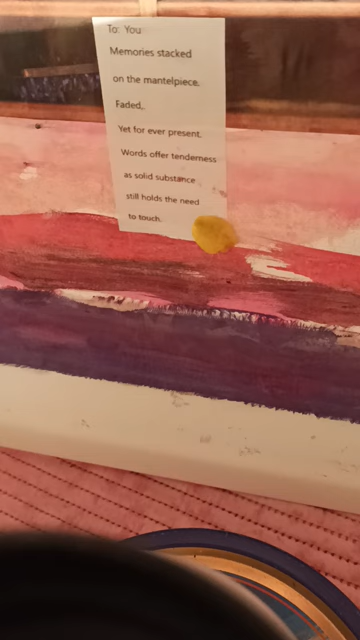 To: You
Memories stacked
on the mantelpiece.
Faded,.
Yet for ever present.
Words offer tenderness
as solid substance
still holds the need
to touch.